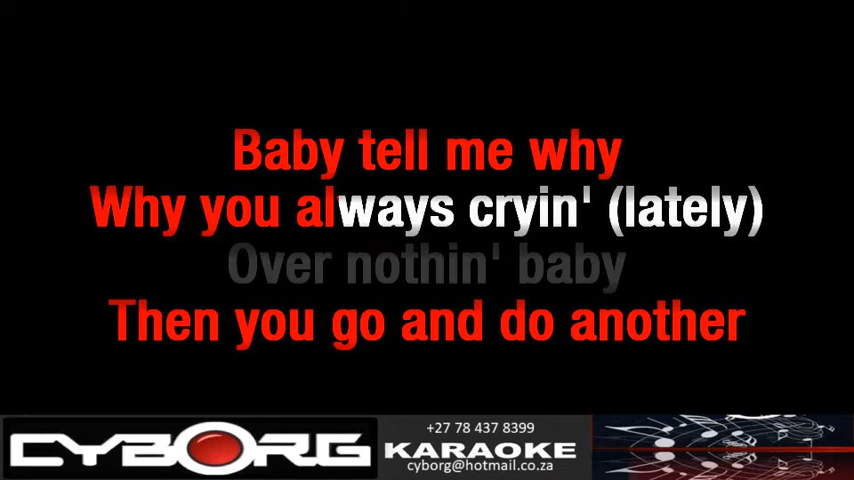 Baby tell me why
Why you always cryin' (lately)
Over nothin' baby
Then you go and do another
CYBORG
+27 78 437 8399
KARAOKE
cyborg@hotmail.co.za